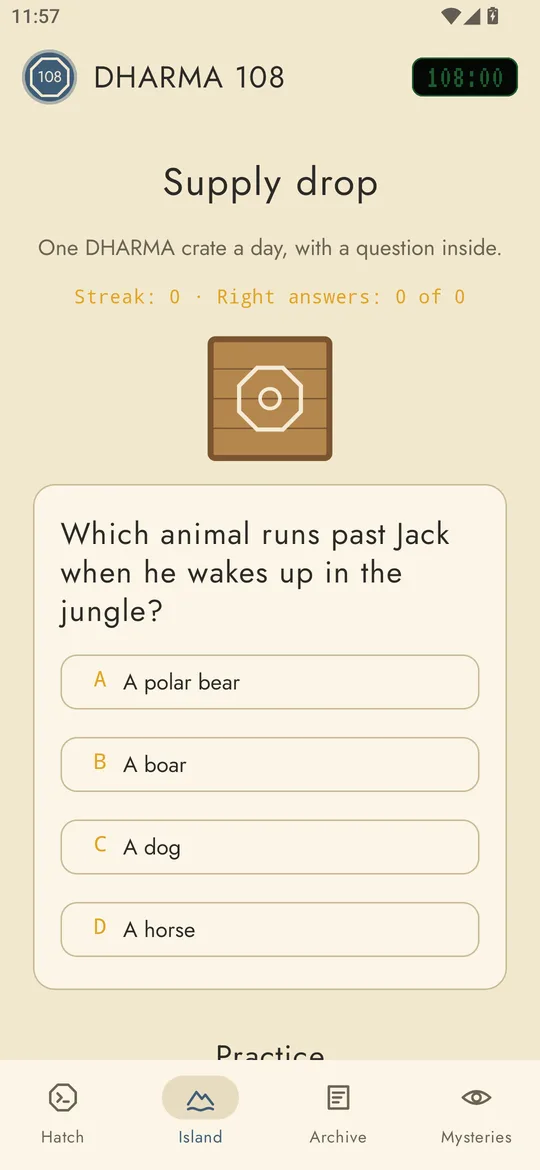 11:57
108
DHARMA 108
108:00
Supply drop
One DHARMA crate a day, with a question inside.
Streak: 0 · Right answers: 0 of 0
Which animal runs past Jack
when he wakes up in the
jungle?
A A polar bear
B A boar
C A dog
D A horse
Practice
Hatch
Island
Archive
Mysteries